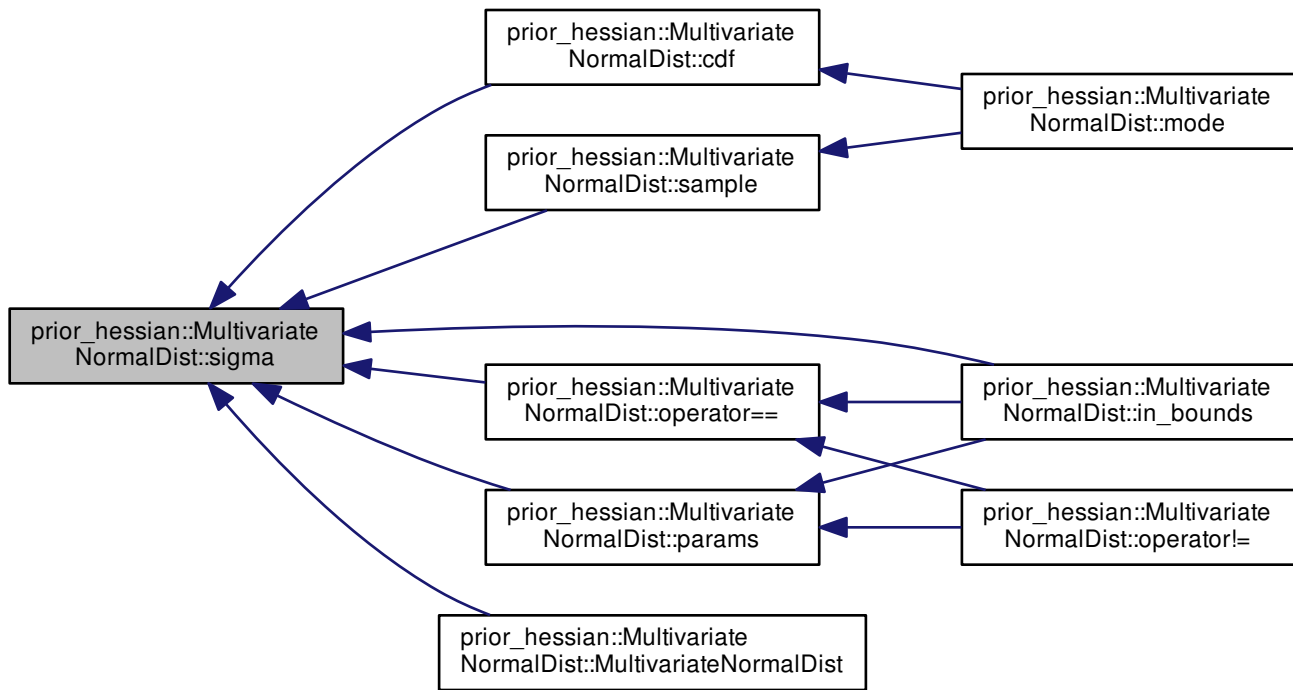 prior_hessian::Multivariate
NormalDist::cdf
prior_hessian::Multivariate
NormalDist::mode
prior_hessian::Multivariate
NormalDist::sample
prior_hessian::Multivariate
NormalDist::sigma
prior_hessian::Multivariate
NormalDist::operator==
prior_hessian::Multivariate
NormalDist::in_bounds
prior_hessian::Multivariate
NormalDist::params
prior_hessian::Multivariate
NormalDist::operator!=
prior_hessian::Multivariate
NormalDist::MultivariateNormalDist